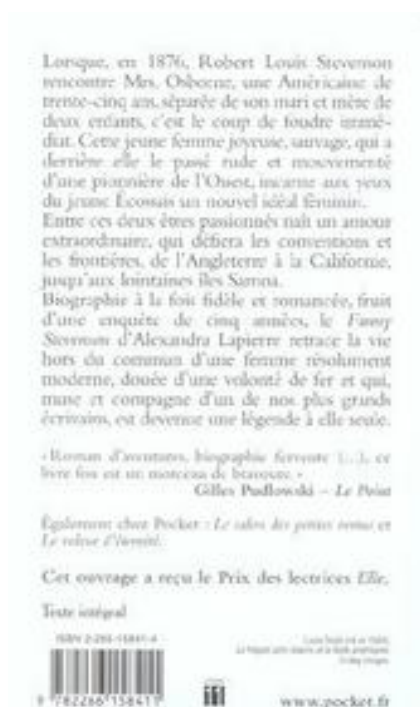 Lorsque, en 1876, Robert Louis Stevenson
rencontre Mrs. Osborne, une Américaine de
trente-cinq ans, séparée de son mari et mère de
deux enfants, c'est le coup de foudre immé-
diat. Cette jeune femme joyeuse, sauvage, qui a
derrière elle le passé rude et mouvementé
d'une pionnière de l'Ouest, incarne aux yeux
du jeune Écossais un nouvel idéal féminin.
Entre ces deux êtres passionnés naît un amour
extraordinaire, qui défiera les conventions et
les frontières, de l'Angleterre à la Californie,
jusqu'aux lointaines îles Samoa.
Biographie à la fois fidèle et romancée, fruit
d'une enquête de cinq années, le Fanny
Stevenson d'Alexandra Lapierre retrace la vie
hors du commun d'une femme résolument
moderne, douée d'une volonté de fer et qui,
muse et compagne d'un de nos plus grands
écrivains, est devenue une légende à elle seule.
« Roman d'aventures, biographie fervente (...), ce
livre fou est un morceau de bravoure. »
Gilles Pudlowski – Le Point
Également chez Pocket : Le salon des petites vertus et
Le voleur d'éternité.
Cet ouvrage a reçu le Prix des lectrices Elle.
Texte intégral
ISBN 2-266-15841-4
9 782266 158411
www.pocket.fr